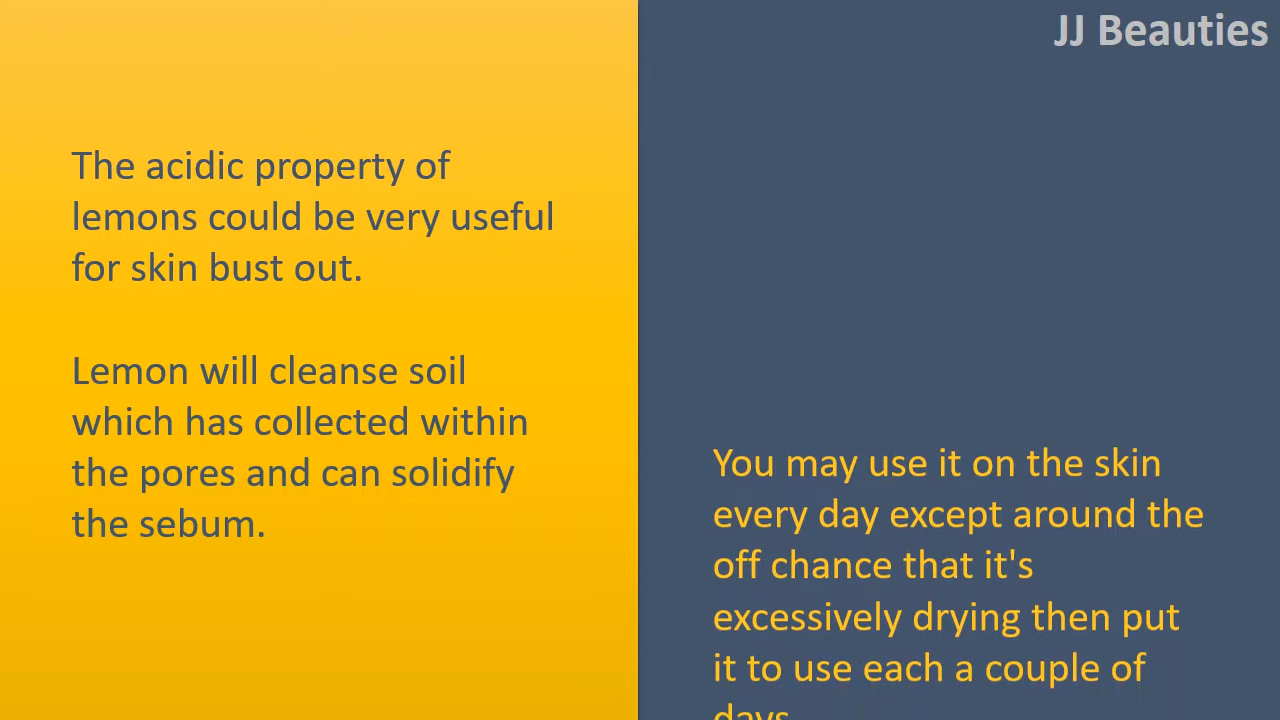 JJ Beauties
The acidic property of
lemons could be very useful
for skin bust out.
Lemon will cleanse soil
which has collected within
the pores and can solidify
the sebum.
You may use it on the skin
every day except around the
off chance that it's
excessively drying then put
it to use each a couple of
days